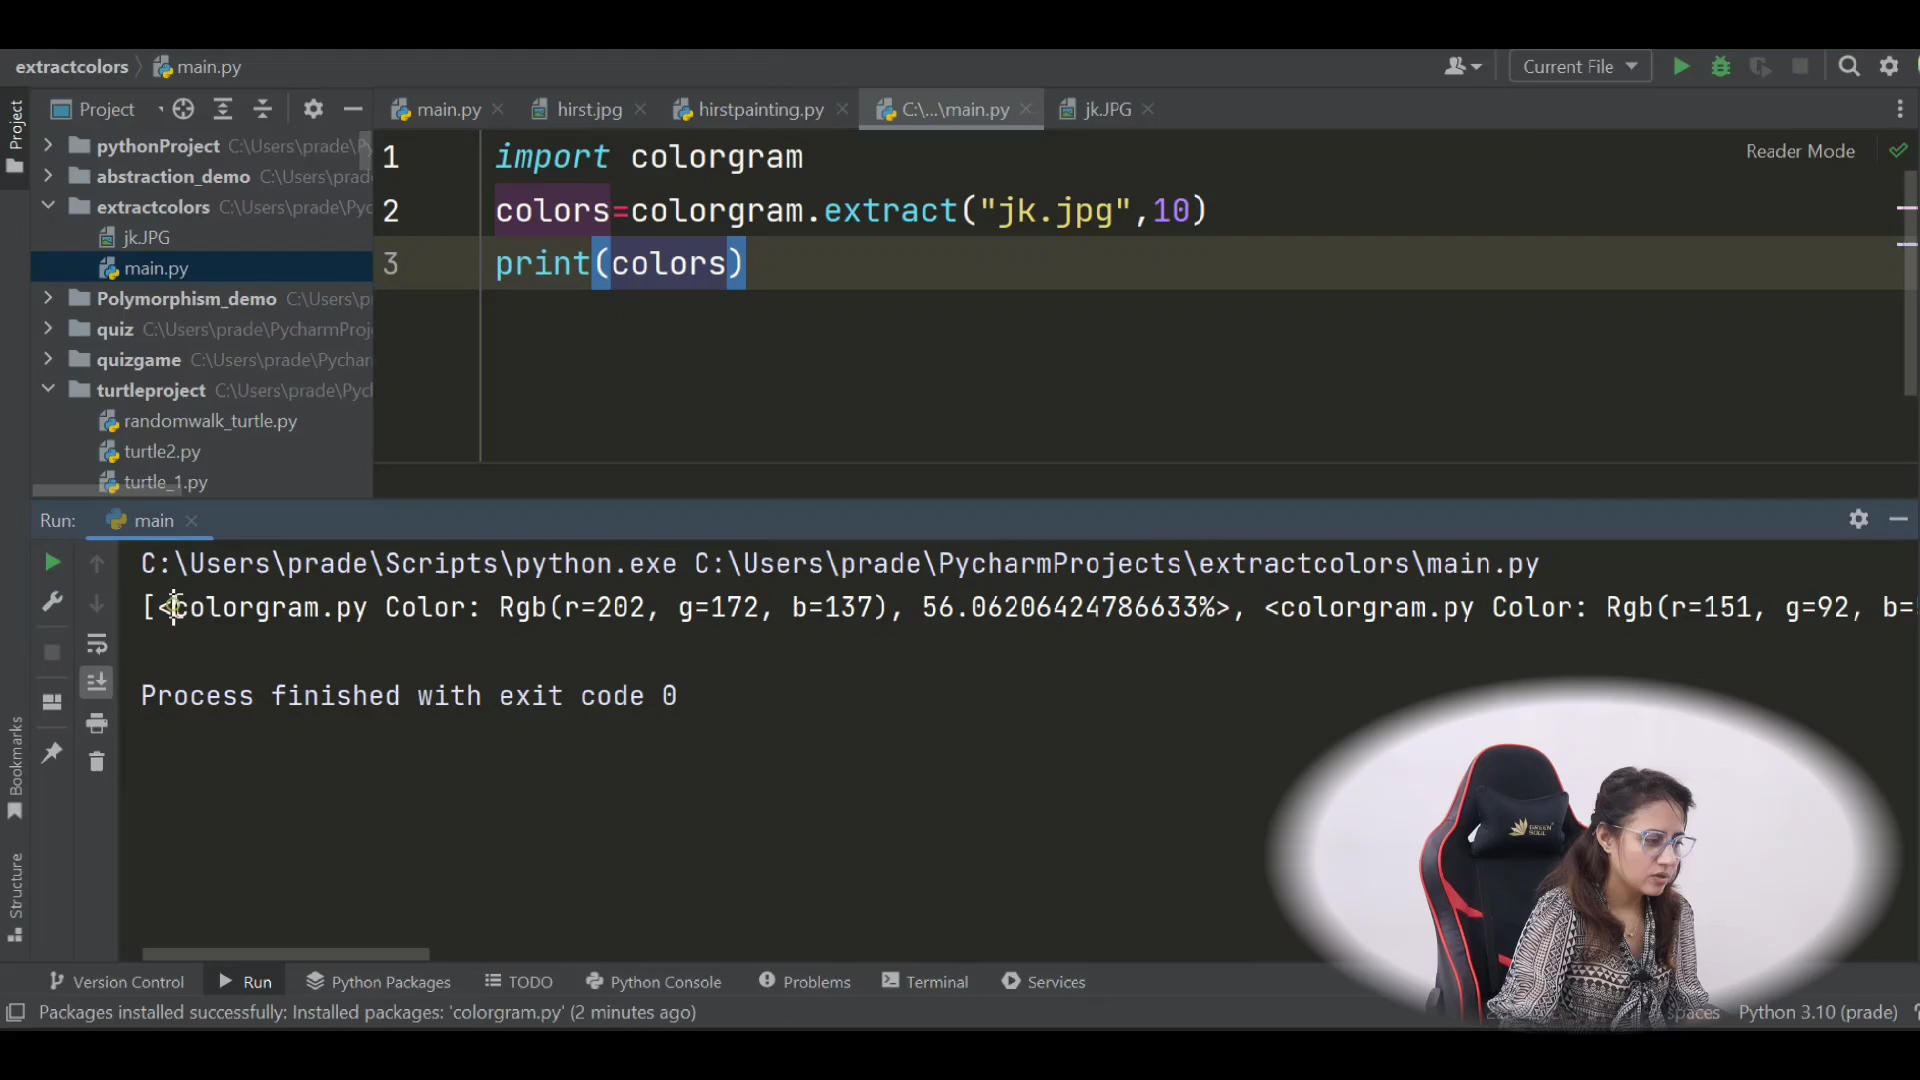 extractcolors main.py
Current File
Project
main.py
hirst.jpg
hirstpainting.py
C:\...\main.py
jk.JPG
Project
pythonProject C:\Users\prade\P
abstraction_demo C:\Users\prade
extractcolors C:\Users\prade\Pyc
jk.JPG
main.py
Polymorphism_demo C:\Users\p
quiz C:\Users\prade\PycharmProj
quizgame C:\Users\prade\Pychar
turtleproject C:\Users\prade\Pyc
randomwalk_turtle.py
turtle2.py
turtle_1.py
1 import colorgram
2 colors=colorgram.extract("jk.jpg",10)
3 print(colors)
Reader Mode
Run: main
C:\Users\prade\Scripts\python.exe C:\Users\prade\PycharmProjects\extractcolors\main.py
[<colorgram.py Color: Rgb(r=202, g=172, b=137), 56.06206424786633%>, <colorgram.py Color: Rgb(r=151, g=92, b=
Process finished with exit code 0
GREEN
SOUL
Bookmarks
Structure
Version Control
Run
Python Packages
TODO
Python Console
Problems
Terminal
Services
Packages installed successfully: Installed packages: 'colorgram.py' (2 minutes ago)
spaces
Python 3.10 (prade)